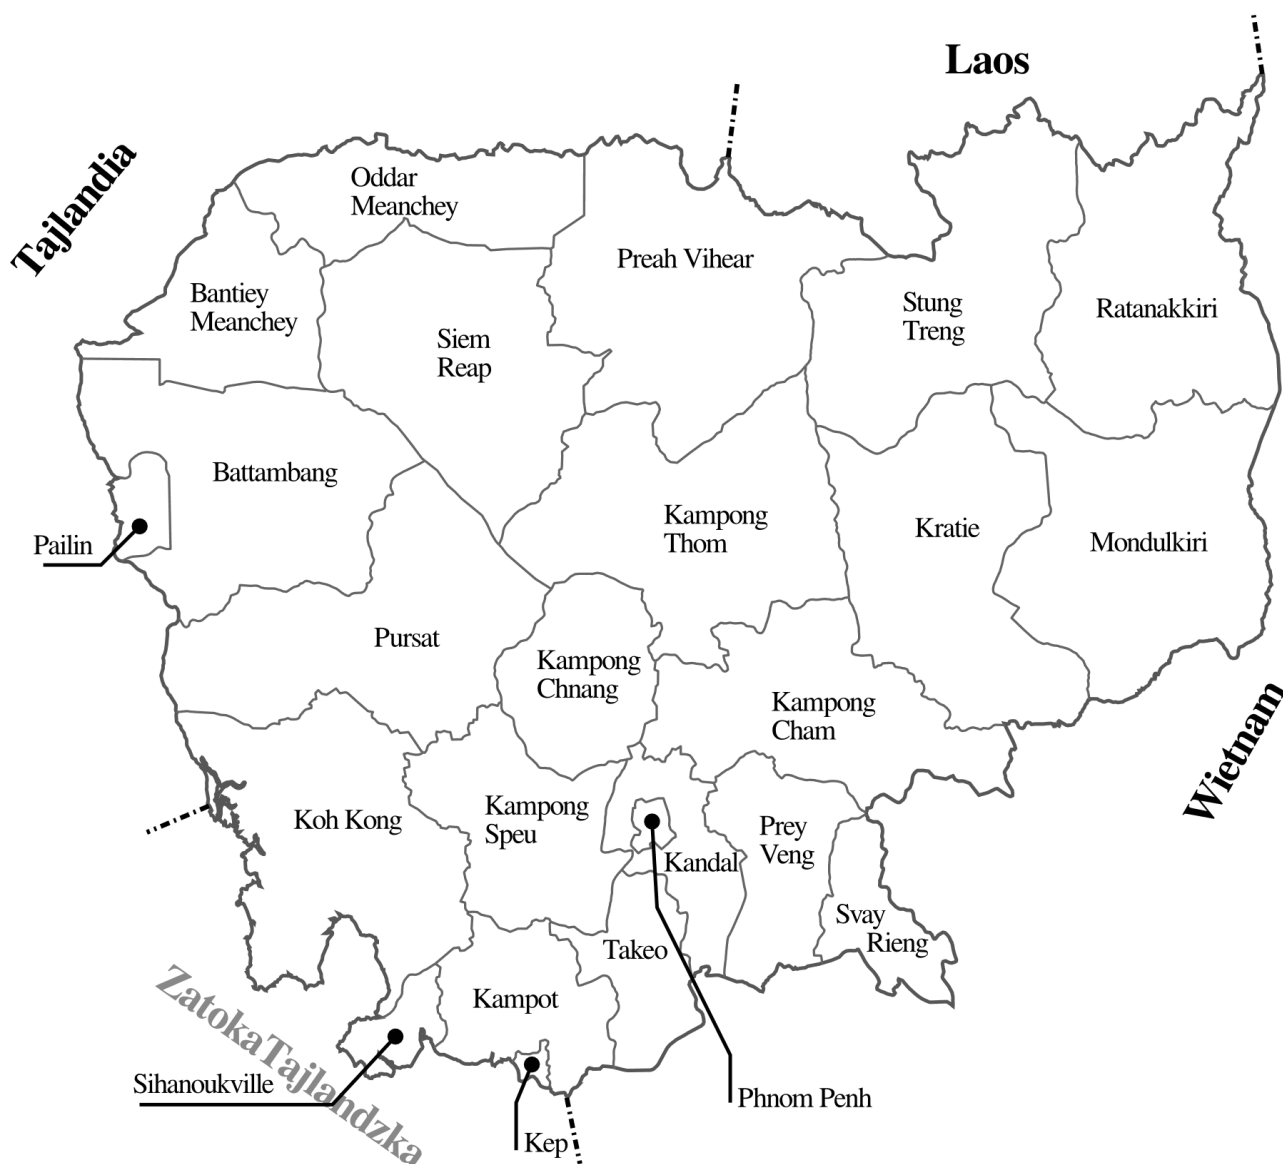 Laos
Tajlandia
Oddar
Meanchey
Preah Vihear
Bantiey
Meanchey
Stung
Treng
Ratanakkiri
Siem
Reap
Battambang
Kampong
Thom
Kratie
Mondulkiri
Pailin
Pursat
Kampong
Chnang
Kampong
Cham
Wietnam
Koh Kong
Kampong
Speu
Prey
Veng
Kandal
Svay
Rieng
Takeo
Kampot
Zatoka Tajlandzka
Sihanoukville
Phnom Penh
Kep